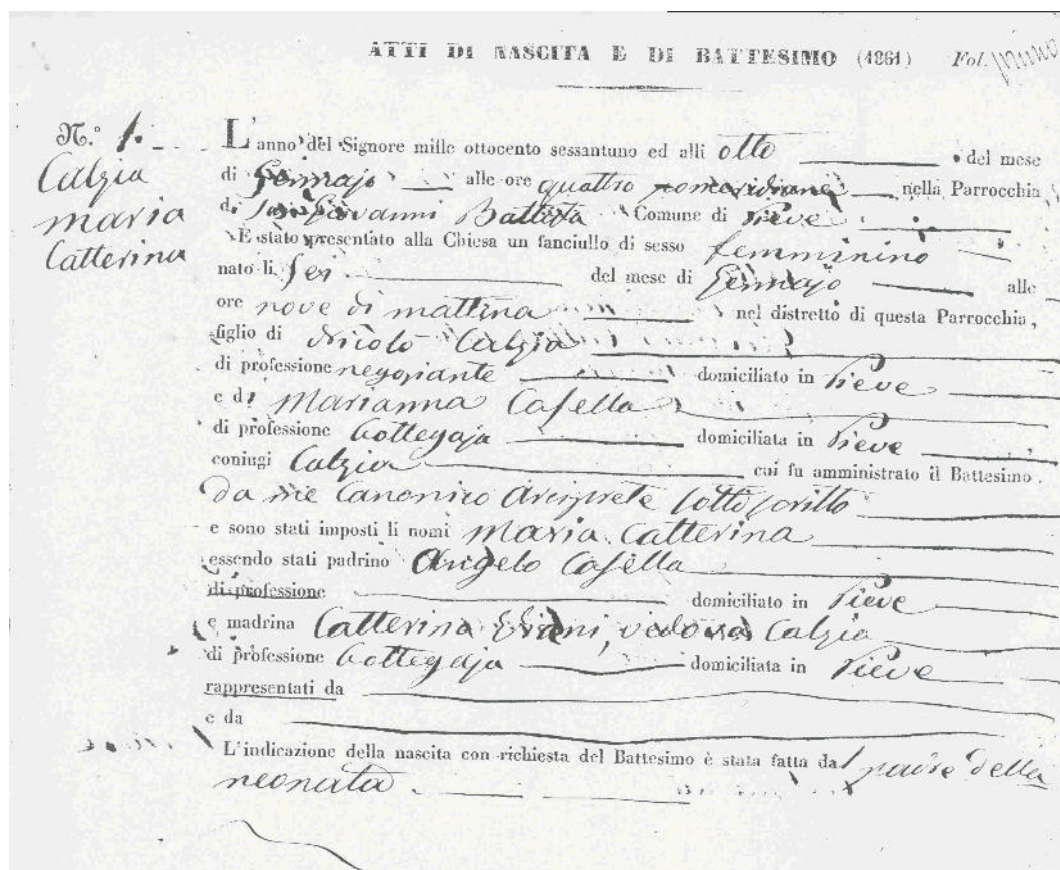 ATTI DI NASCITA E DI BATTESIMO (1861) Fol. primo
N.º 1.
Calzia
maria
Catterina
L'anno del Signore mille ottocento sessantuno ed alli otto del mese
di Gennajo alle ore quattro pomeridiane nella Parrocchia
di San Giovanni Battista Comune di Pieve
È stato presentato alla Chiesa un fanciullo di sesso femminino
nato li sei del mese di Gennajo alle
ore nove di mattina nel distretto di questa Parrocchia,
figlio di Nicolò Calzia
di professione negoziante domiciliato in Pieve
e di Marianna Casella
di professione bottegaja domiciliata in Pieve
coniugi Calzia cui fu amministrato il Battesimo
da me Canonico Arciprete sottoscritto
e sono stati imposti li nomi Maria Catterina
essendo stati padrino Angelo Casella
di professione domiciliato in Pieve
e madrina Catterina vedova Calzia
di professione bottegaja domiciliata in Pieve
rappresentati da
e da
L'indicazione della nascita con richiesta del Battesimo è stata fatta dal padre della
neonata.